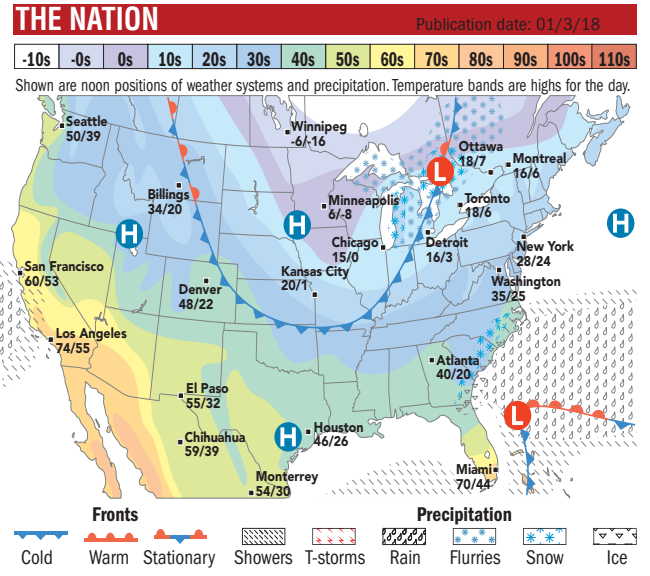 THE NATION
Publication date: 01/3/18
-10s -0s 0s 10s 20s 30s 40s 50s 60s 70s 80s 90s 100s 110s
Shown are noon positions of weather systems and precipitation. Temperature bands are highs for the day.
Seattle
50/39
Winnipeg
-6/-16
Ottawa
18/7
Montreal
16/6
Billings
34/20
Minneapolis
6/-8
Toronto
18/6
L
H
H
H
Chicago
15/0
Detroit
16/3
New York
28/24
San Francisco
60/53
Denver
48/22
Kansas City
20/1
Washington
35/25
Los Angeles
74/55
Atlanta
40/20
El Paso
55/32
L
Chihuahua
59/39
H
Houston
46/26
Monterrey
54/30
Miami
70/44
Fronts
Precipitation
Cold Warm Stationary Showers T-storms Rain Flurries Snow Ice